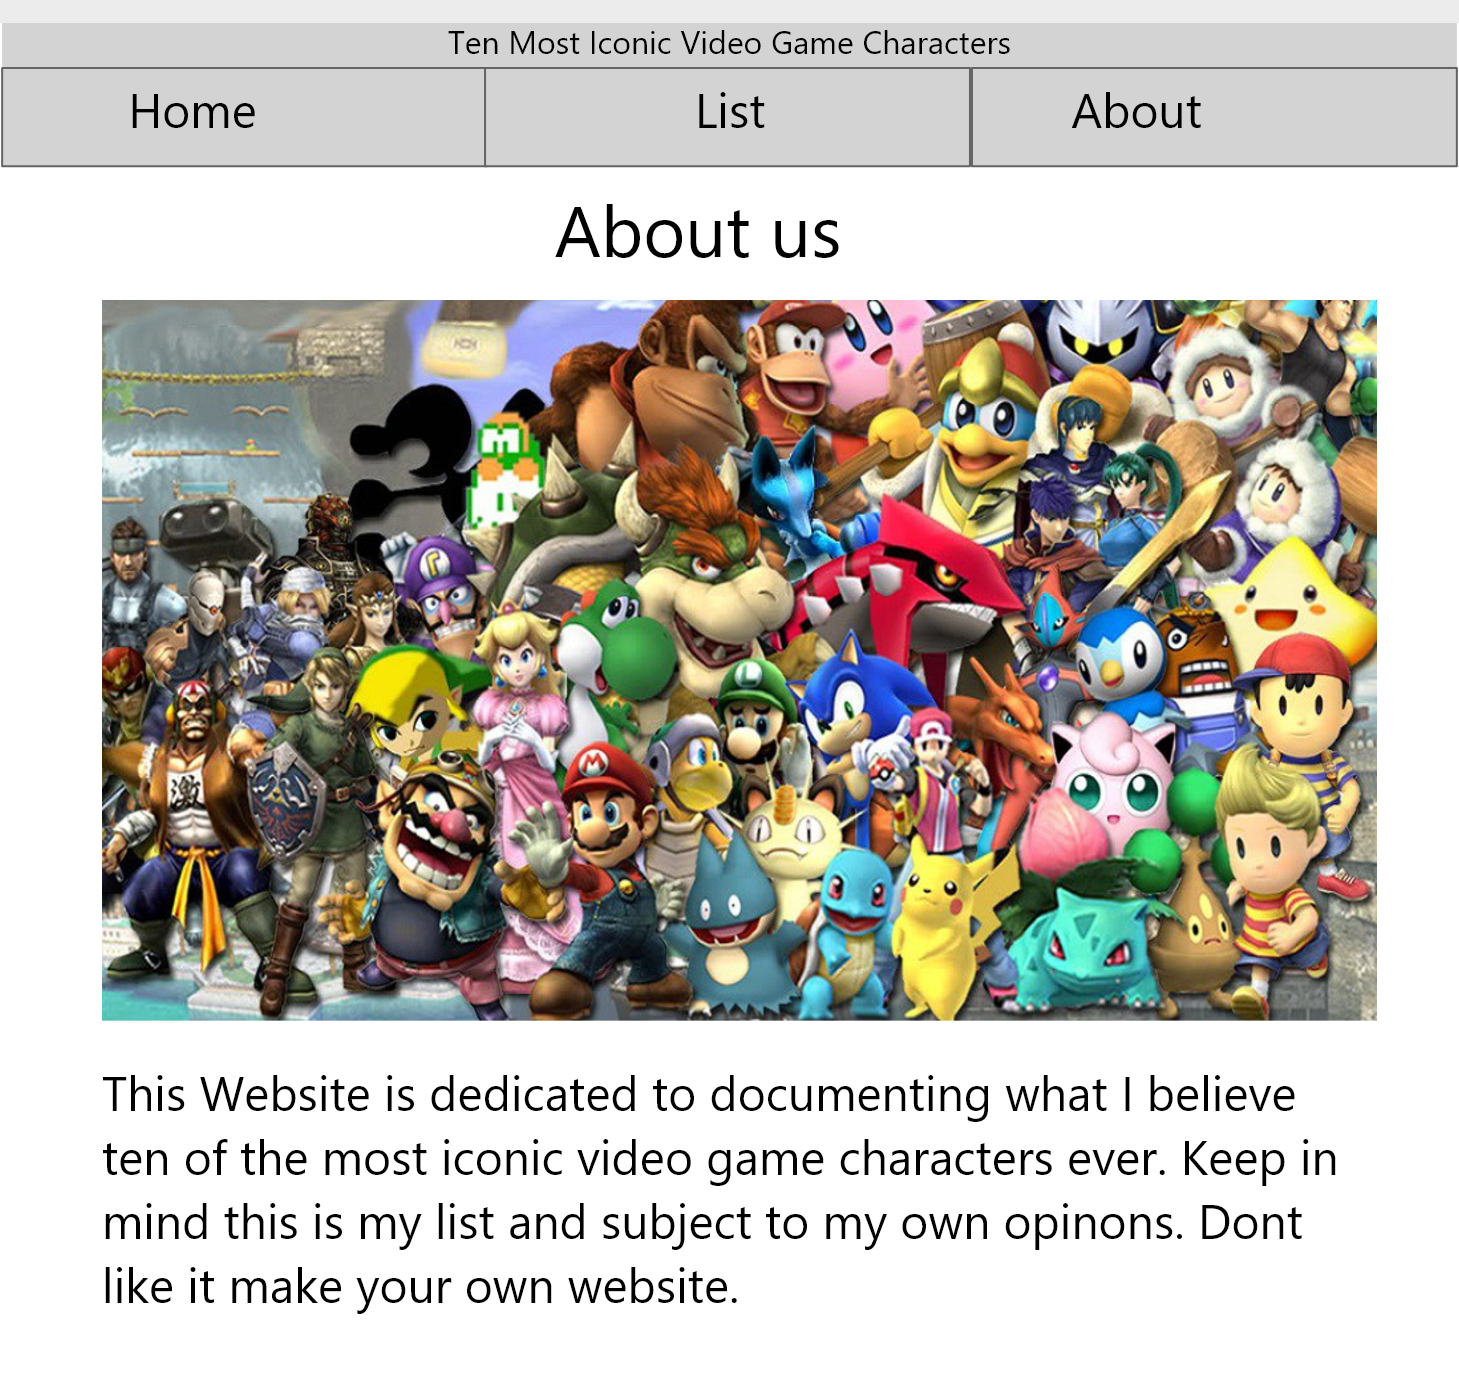 Ten Most Iconic Video Game Characters
Home List About
About us
M
L
激
This Website is dedicated to documenting what I believe
ten of the most iconic video game characters ever. Keep in
mind this is my list and subject to my own opinons. Dont
like it make your own website.